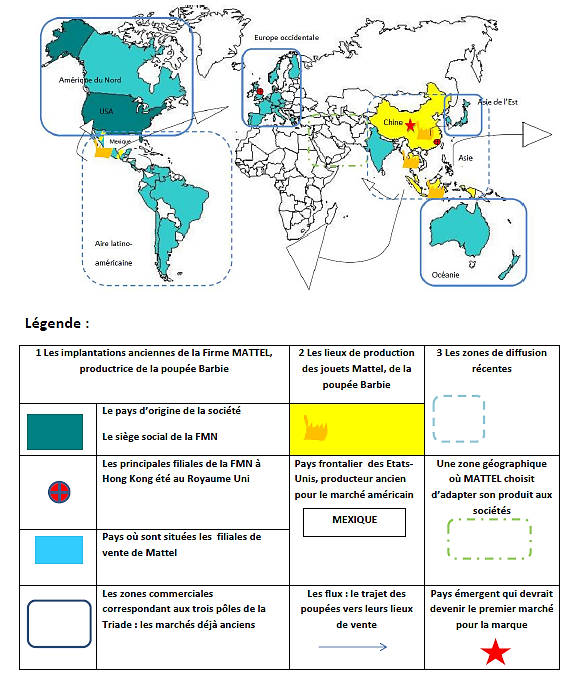 Europe occidentale
Amérique du Nord
USA
Mexique
Chine
Asie de l'Est
Asie
Aire latino-
américaine
Océanie
Légende :
1 Les implantations anciennes de la Firme MATTEL,
productrice de la poupée Barbie
2 Les lieux de production
des jouets Mattel, de la
poupée Barbie
3 Les zones de diffusion
récentes
Le pays d'origine de la société
Le siège social de la FMN
Les principales filiales de la FMN à
Hong Kong été au Royaume Uni
Pays frontalier des Etats-
Unis, producteur ancien
pour le marché américain
MEXIQUE
Une zone géographique
où MATTEL choisit
d'adapter son produit aux
sociétés
Pays où sont situées les filiales de
vente de Mattel
Les zones commerciales
correspondant aux trois pôles de la
Triade : les marchés déjà anciens
Les flux : le trajet des
poupées vers leurs lieux
de vente
Pays émergent qui devrait
devenir le premier marché
pour la marque